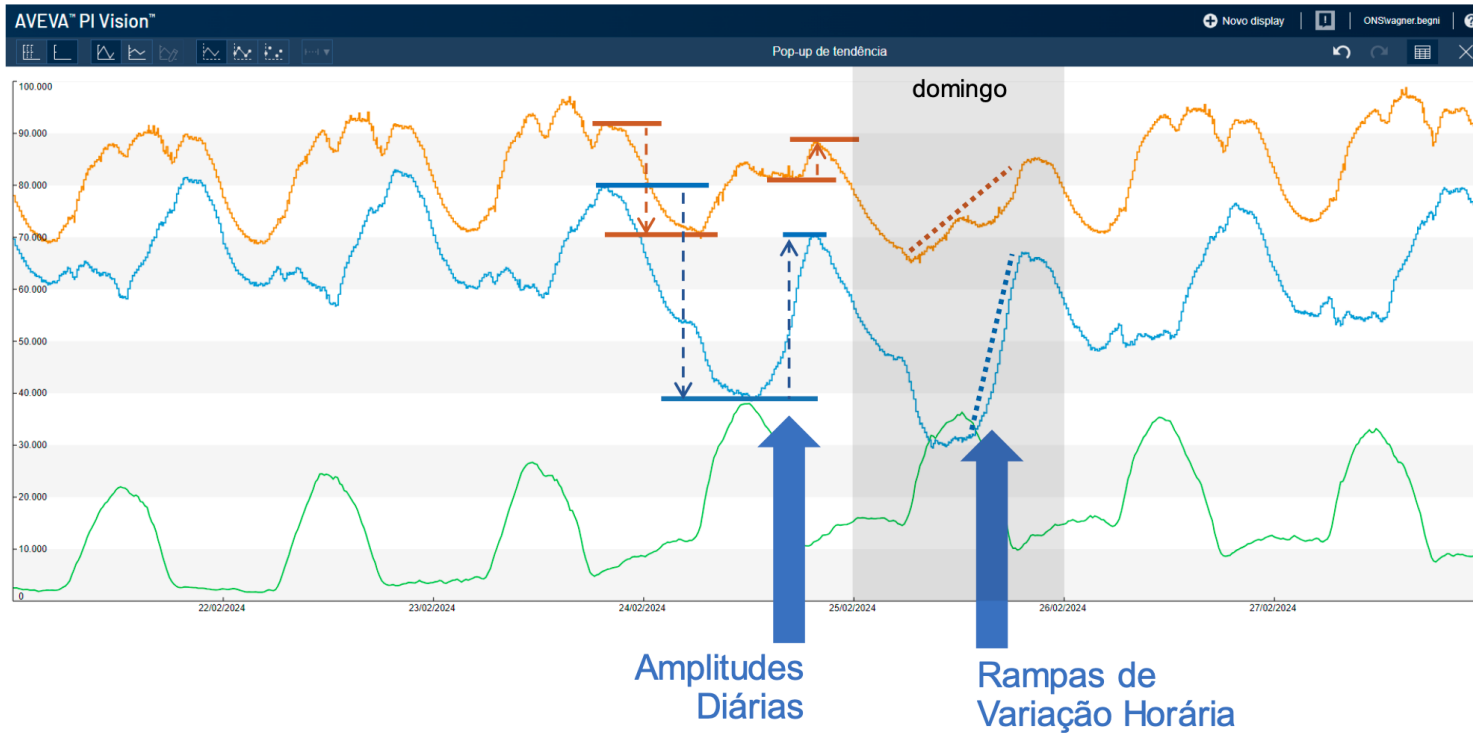 AVEVA™ PI Vision™
Novo display
ONS\wagner.begni
Pop-up de tendência
domingo
100.000
90.000
80.000
70.000
60.000
50.000
40.000
30.000
20.000
10.000
0
22/02/2024
23/02/2024
24/02/2024
25/02/2024
26/02/2024
27/02/2024
Amplitudes
Diárias
Rampas de
Variação Horária